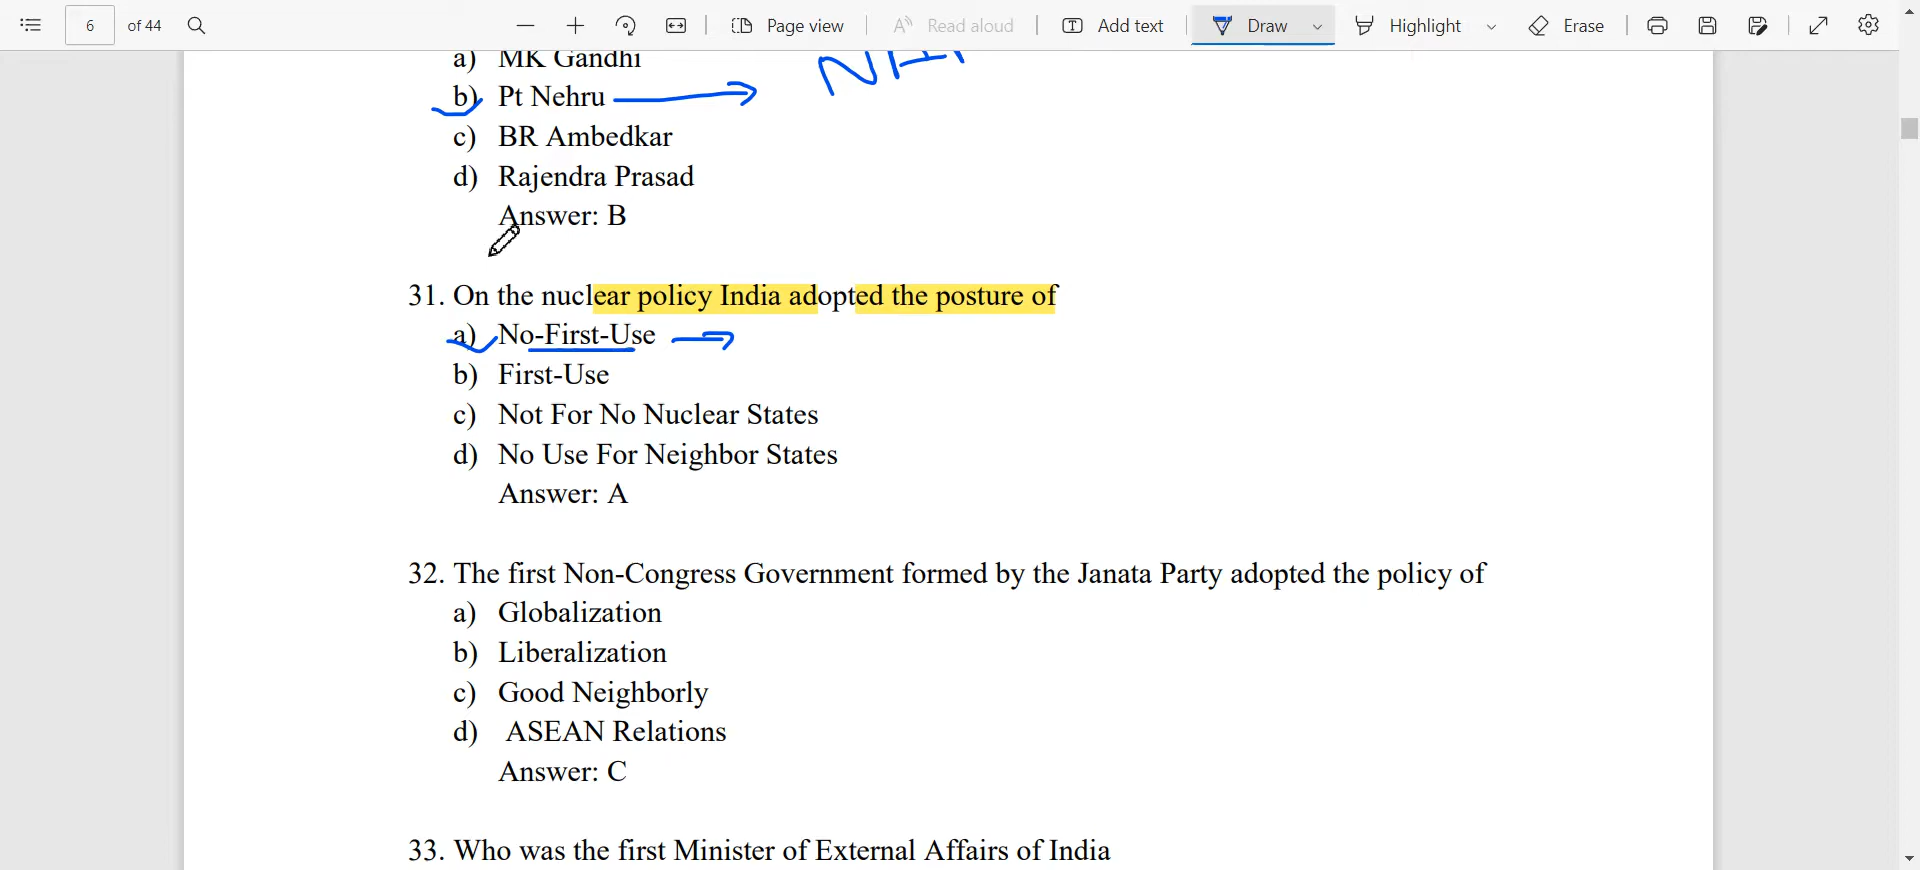 6 of 44 Page view Read aloud Add text Draw Highlight Erase
a) MK Gandhi
b) Pt Nehru
c) BR Ambedkar
d) Rajendra Prasad
Answer: B
31. On the nuclear policy India adopted the posture of
a) No-First-Use
b) First-Use
c) Not For No Nuclear States
d) No Use For Neighbor States
Answer: A
32. The first Non-Congress Government formed by the Janata Party adopted the policy of
a) Globalization
b) Liberalization
c) Good Neighborly
d) ASEAN Relations
Answer: C
33. Who was the first Minister of External Affairs of India